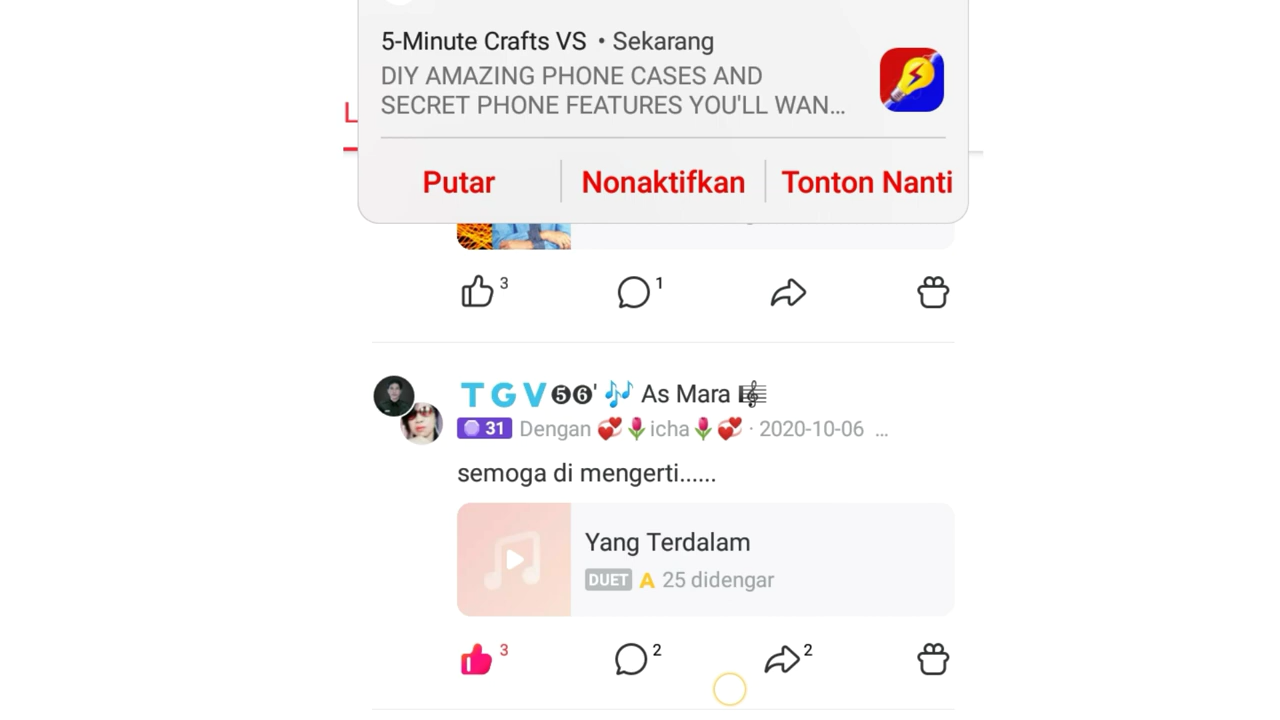 5-Minute Crafts VS • Sekarang
DIY AMAZING PHONE CASES AND
SECRET PHONE FEATURES YOU'LL WAN...
L
Putar
Nonaktifkan
Tonton Nanti
3
1
T G V❺❻' 🎶 As Mara 🎼
31 Dengan 💞🌷icha🌷💞 · 2020-10-06 ...
semoga di mengerti......
Yang Terdalam
DUET A 25 didengar
3
2
2